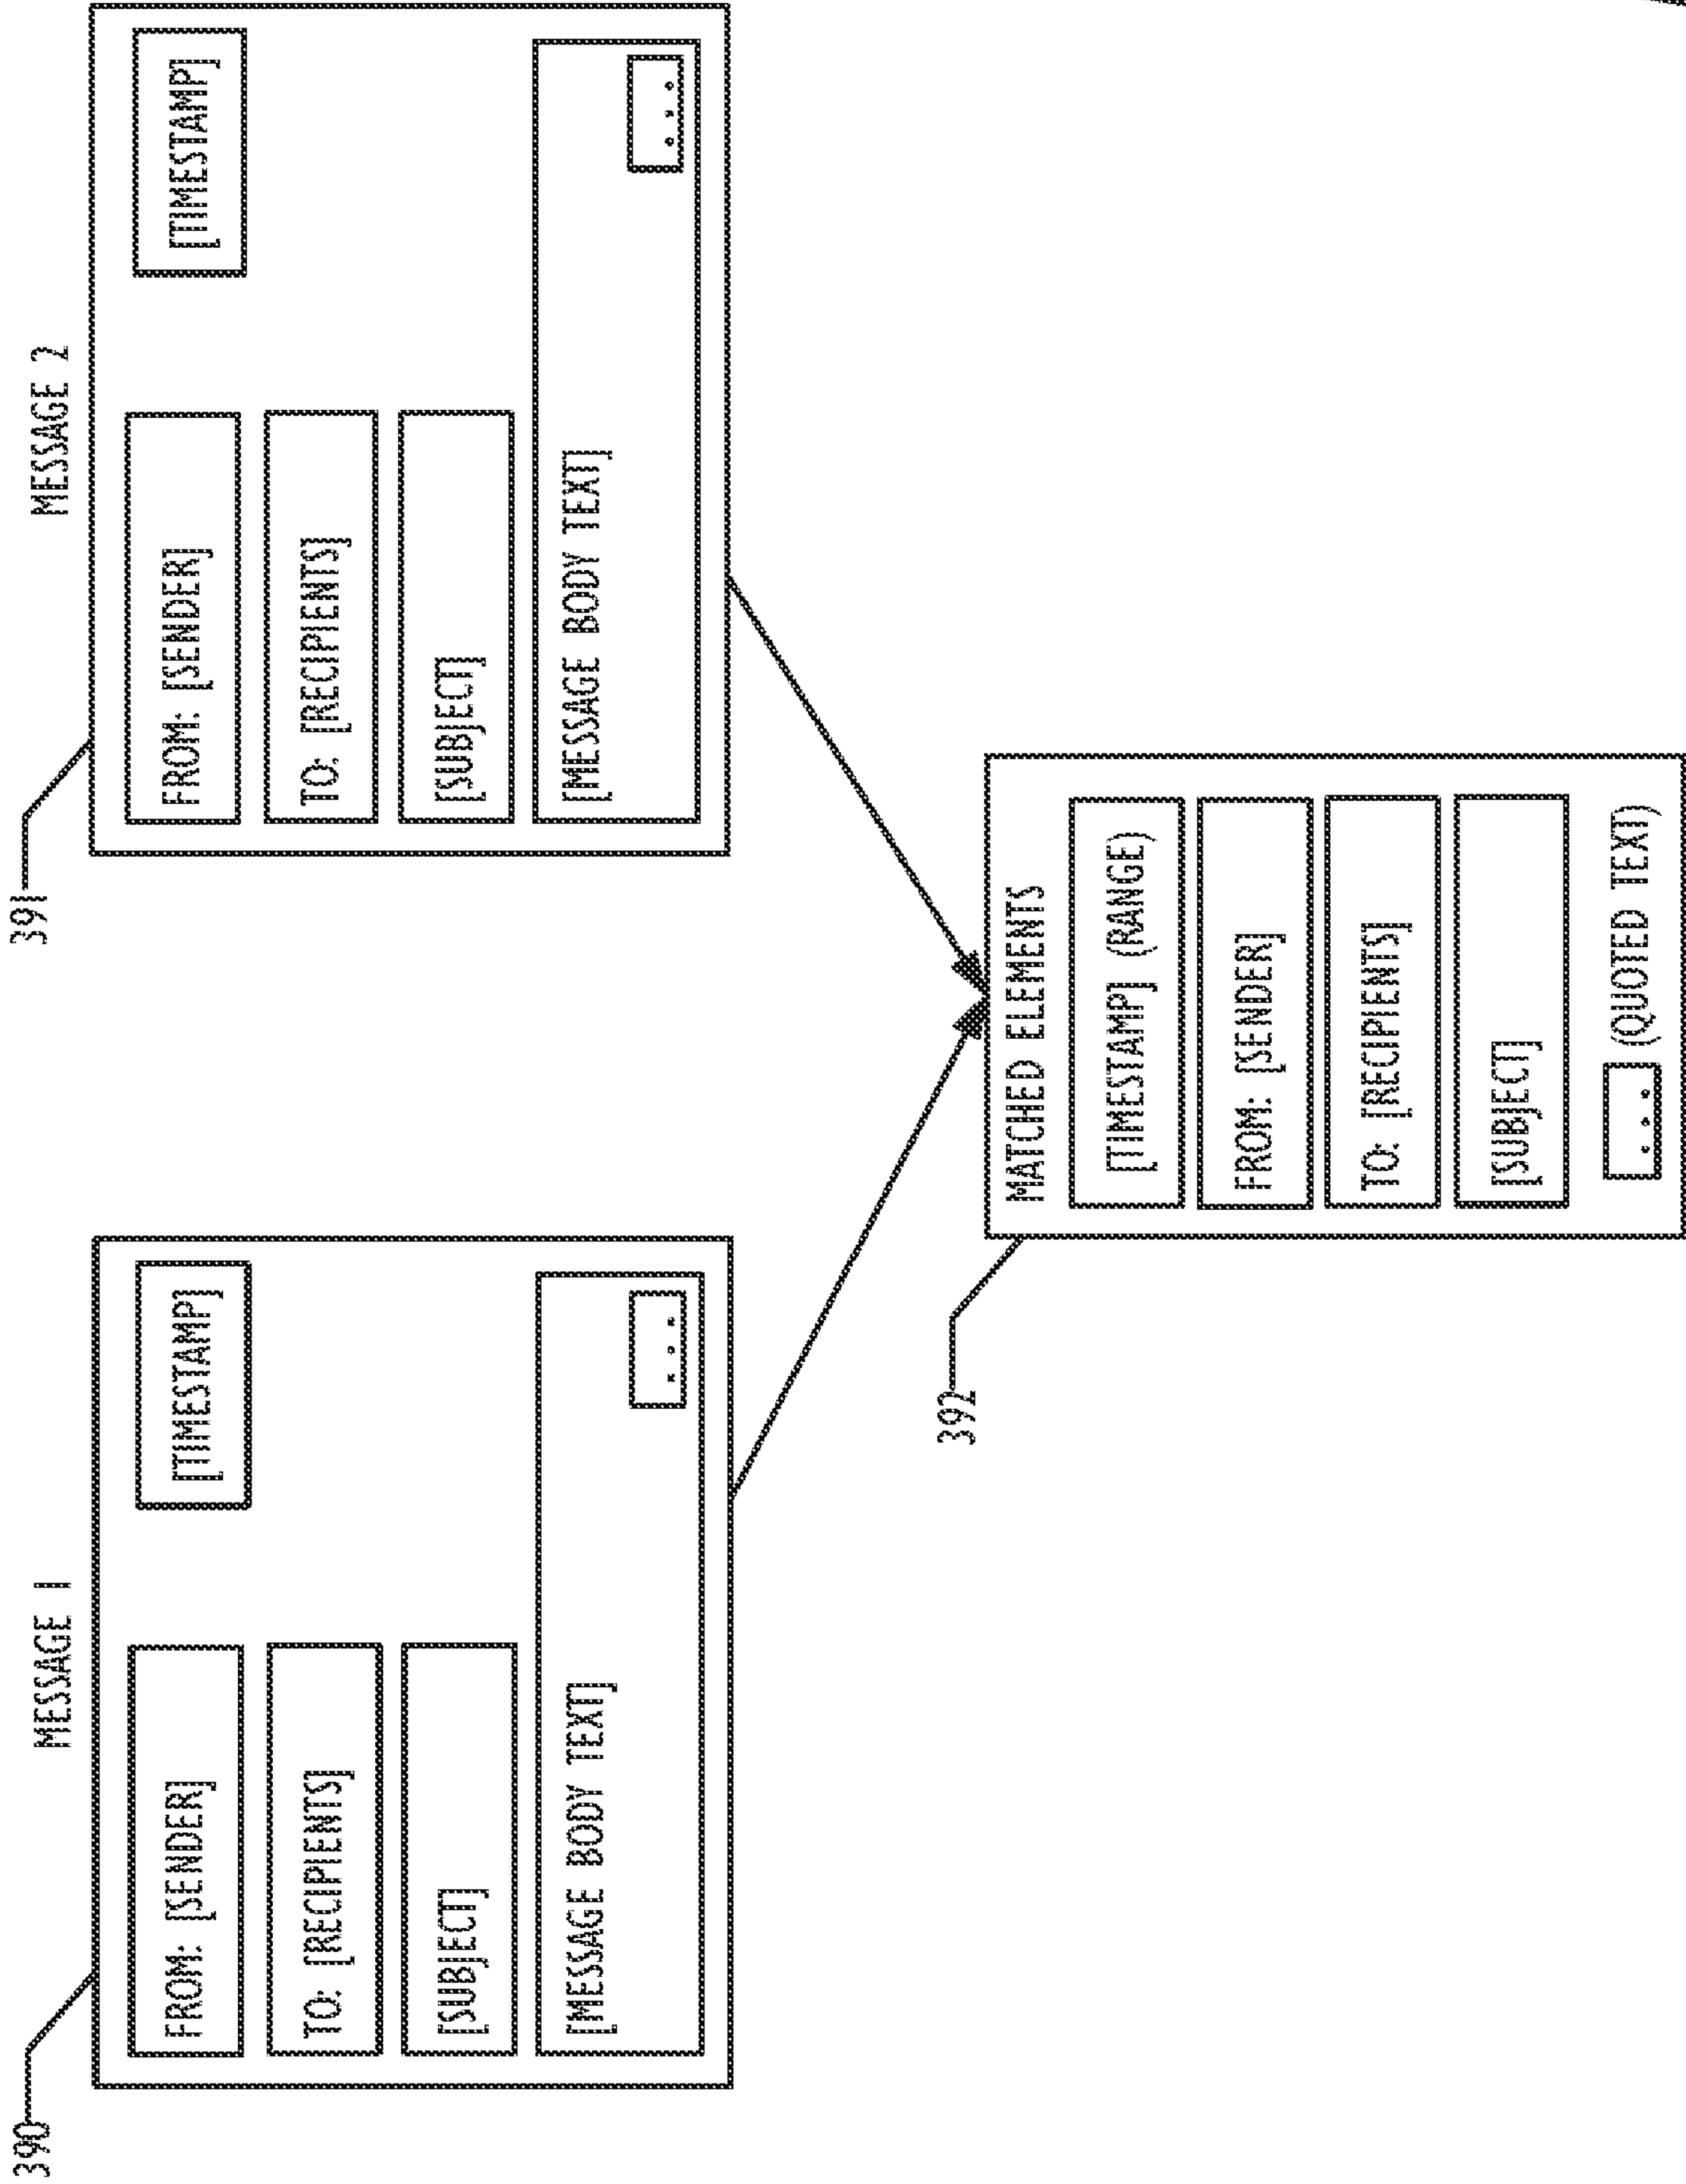 MESSAGE 1
390
FROM: [SENDER]
[TIMESTAMP]
TO: [RECIPIENTS]
[SUBJECT]
[MESSAGE BODY TEXT]
...
MESSAGE 2
391
FROM: [SENDER]
[TIMESTAMP]
TO: [RECIPIENTS]
[SUBJECT]
[MESSAGE BODY TEXT]
...
392
MATCHED ELEMENTS
[TIMESTAMP] (RANGE)
FROM: [SENDER]
TO: [RECIPIENTS]
[SUBJECT]
... (QUOTED TEXT)